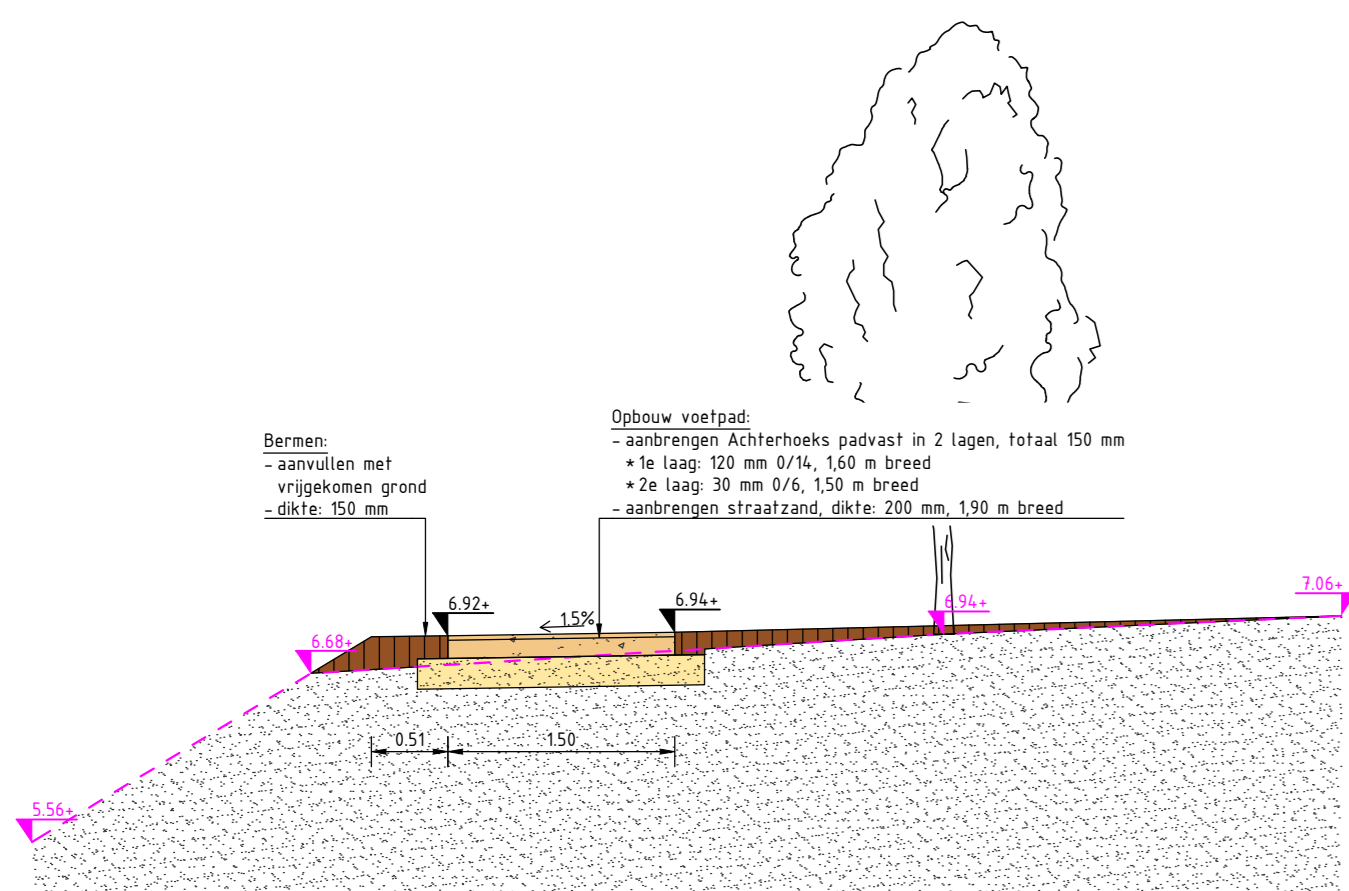 Opbouw voetpad:
- aanbrengen Achterhoeks padvast in 2 lagen, totaal 150 mm
* 1e laag: 120 mm 0/14, 1,60 m breed
* 2e laag: 30 mm 0/6, 1,50 m breed
- aanbrengen straatzand, dikte: 200 mm, 1,90 m breed
Bermen:
- aanvullen met
vrijgekomen grond
- dikte: 150 mm
7.06+
6.92+
1.5%
6.94+
6.94+
6.68+
0.51
1.50
5.56+